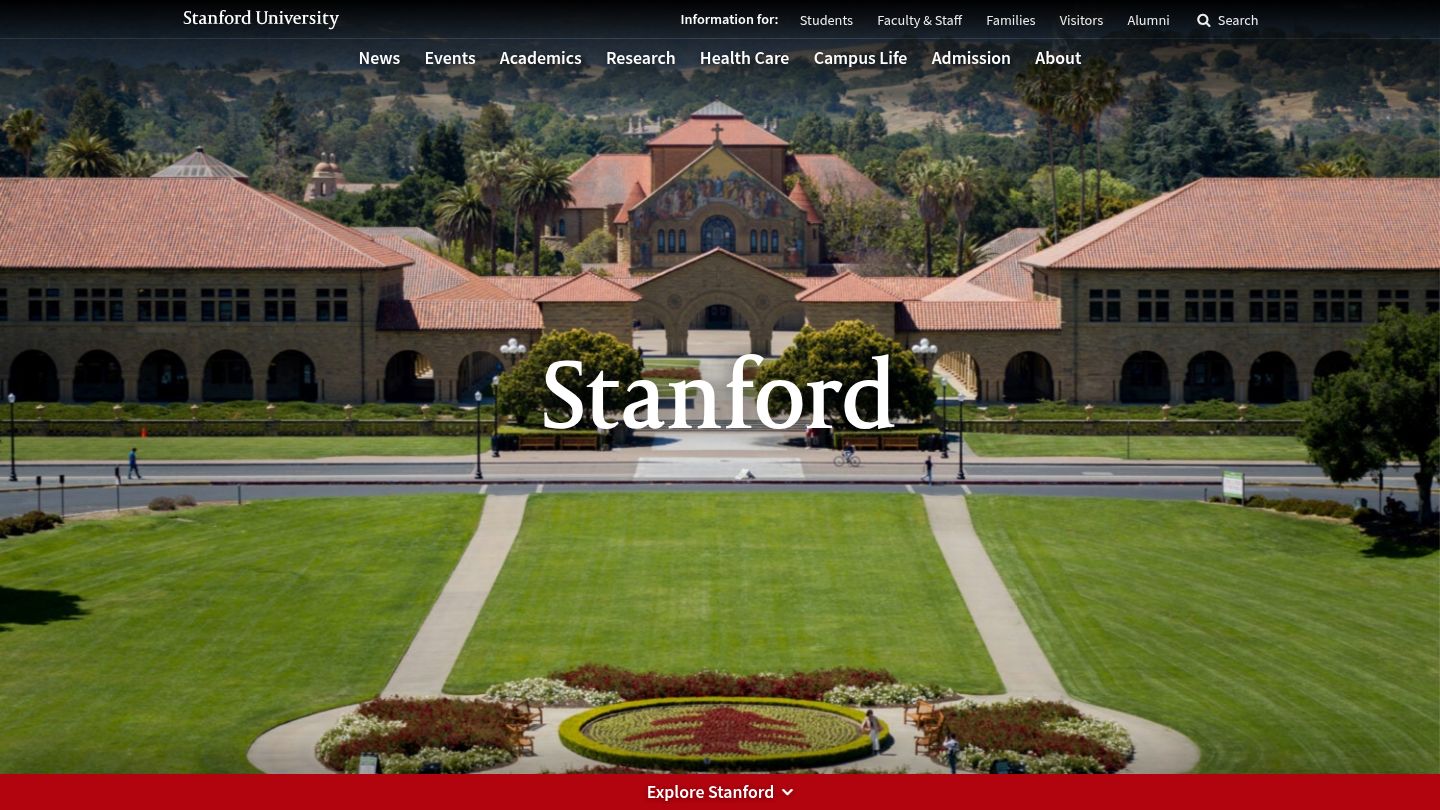 Stanford University
Information for: Students Faculty & Staff Families Visitors Alumni Search
News Events Academics Research Health Care Campus Life Admission About
Stanford
Explore Stanford